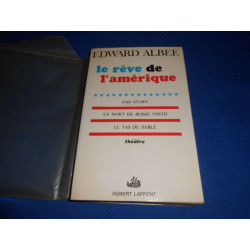 EDWARD ALBEE
le rêve de
l'amérique
ZOO STORY
LA MORT DE BESSIE SMITH
LE TAS DE SABLE
théâtre
ROBERT LAFFONT